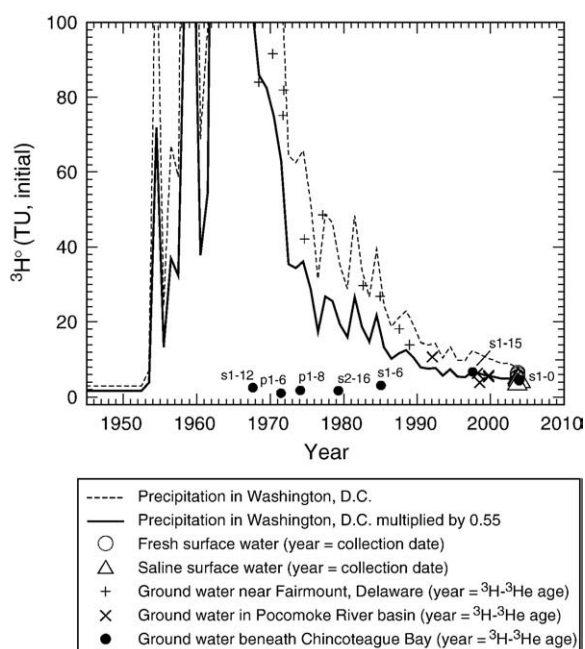 100
80
60
40
20
0
³H° (TU, initial)
s1-15
s1-12
p1-6
p1-8
s2-16
s1-6
s1-0
1950 1960 1970 1980 1990 2000 2010
Year
Precipitation in Washington, D.C.
Precipitation in Washington, D.C. multiplied by 0.55
Fresh surface water (year = collection date)
Saline surface water (year = collection date)
Ground water near Fairmount, Delaware (year = ³H-³He age)
Ground water in Pocomoke River basin (year = ³H-³He age)
Ground water beneath Chincoteague Bay (year = ³H-³He age)